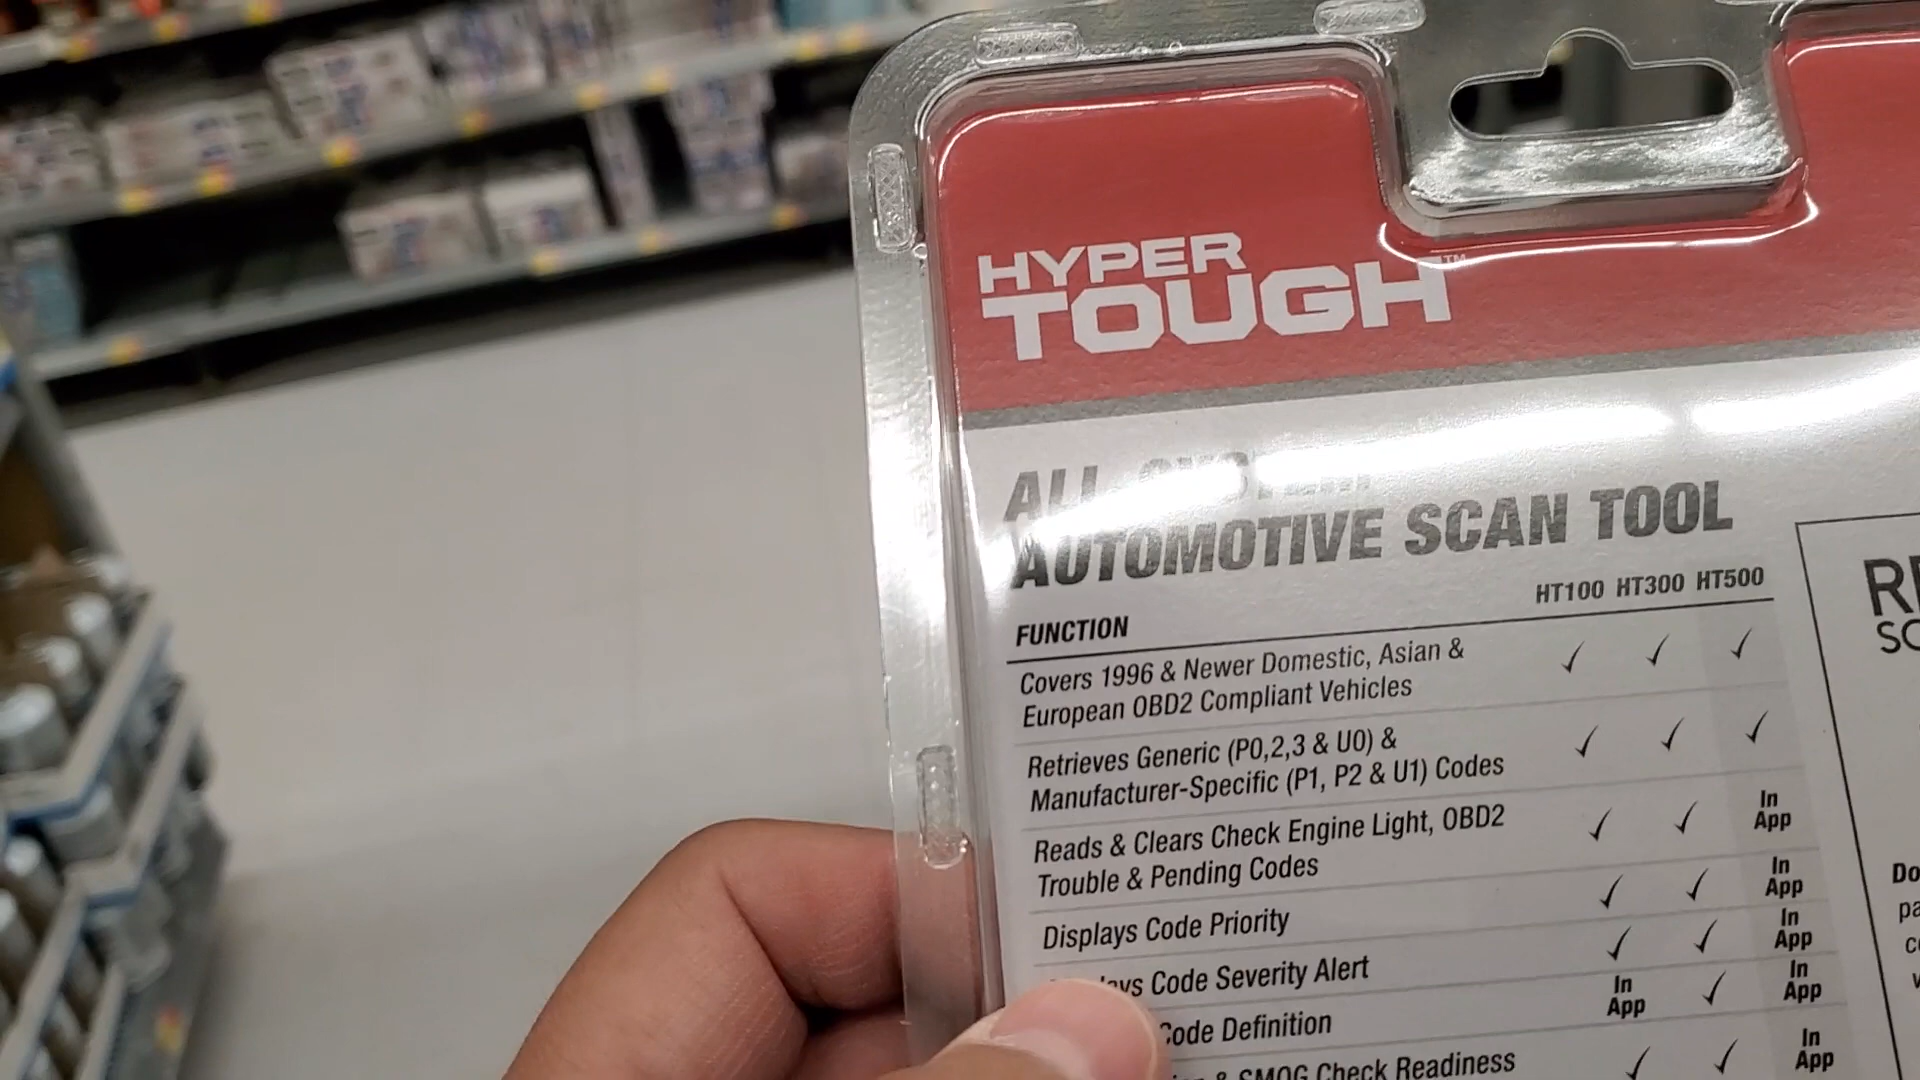 HYPER
TOUGH™
ALL SYSTEM
AUTOMOTIVE SCAN TOOL
HT100 HT300 HT500
FUNCTION
Covers 1996 & Newer Domestic, Asian &
European OBD2 Compliant Vehicles
Retrieves Generic (P0,2,3 & U0) &
Manufacturer-Specific (P1, P2 & U1) Codes
Reads & Clears Check Engine Light, OBD2
Trouble & Pending Codes
In
App
Displays Code Priority
In
App
Code Severity Alert
In
App
Code Definition
In
App
In
App
& SMOG Check Readiness
In
App